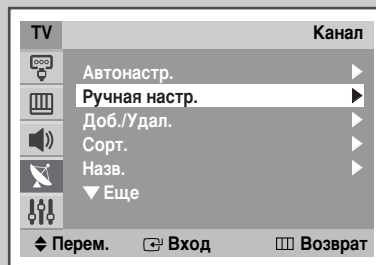 TV Канал
Автонастр.
Ручная настр.
Доб./Удал.
Сорт.
Назв.
Еще
Перем. Вход Возврат